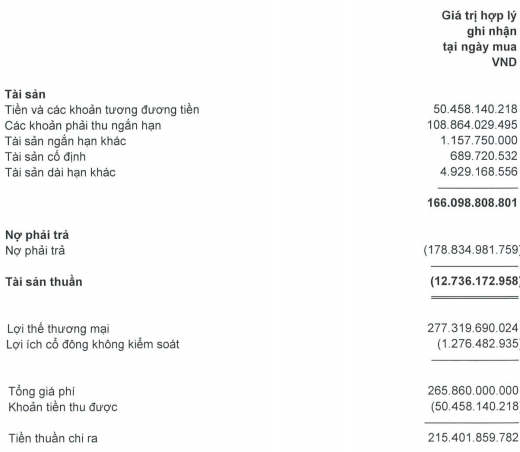 Giá trị hợp lý
ghi nhận
tại ngày mua
VND
Tài sản
Tiền và các khoản tương đương tiền 50.458.140.218
Các khoản phải thu ngắn hạn 108.864.029.495
Tài sản ngắn hạn khác 1.157.750.000
Tài sản cố định 689.720.532
Tài sản dài hạn khác 4.929.168.556
166.098.808.801
Nợ phải trả
Nợ phải trả (178.834.981.759)
Tài sản thuần (12.736.172.958)
Lợi thế thương mại 277.319.690.024
Lợi ích cổ đông không kiểm soát (1.276.482.935)
Tổng giá phí 265.860.000.000
Khoản tiền thu được (50.458.140.218)
Tiền thuần chi ra 215.401.859.782